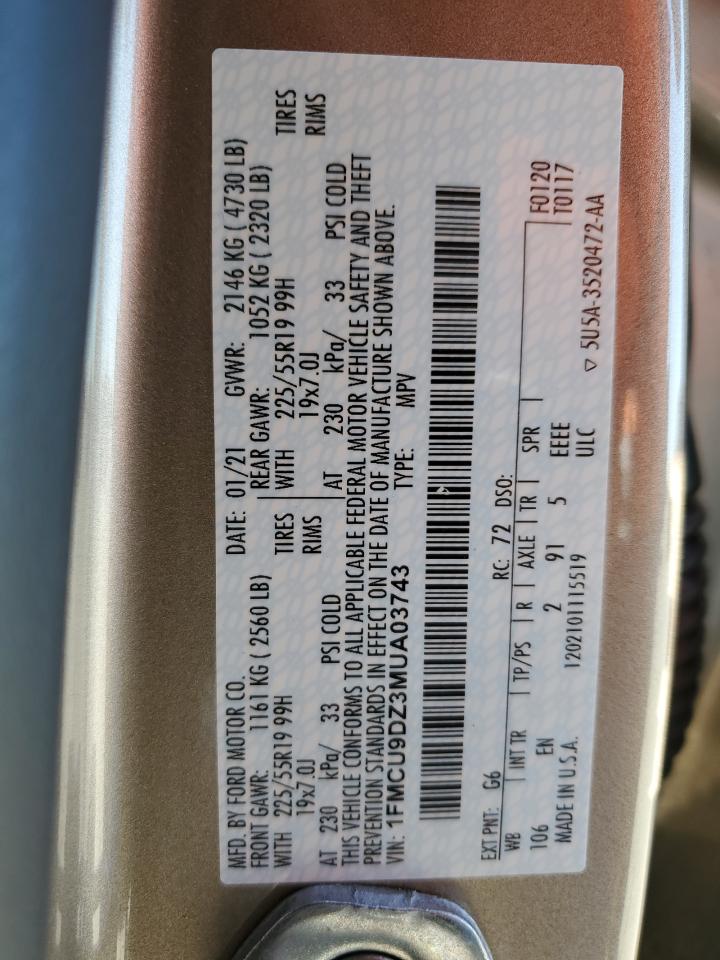 MFD. BY FORD MOTOR CO. DATE: 01/21 GVWR: 2146 KG ( 4730 LB)
FRONT GAWR: 1161 KG ( 2560 LB) REAR GAWR: 1052 KG ( 2320 LB)
WITH 225/55R19 99H TIRES WITH 225/55R19 99H TIRES
19x7.0J RIMS 19x7.0J RIMS
AT 230 kPa/ 33 PSI COLD AT 230 kPa/ 33 PSI COLD
THIS VEHICLE CONFORMS TO ALL APPLICABLE FEDERAL MOTOR VEHICLE SAFETY AND THEFT
PREVENTION STANDARDS IN EFFECT ON THE DATE OF MANUFACTURE SHOWN ABOVE.
VIN: 1FMCU9DZ3MUA03743 TYPE: MPV
EXT PNT: G6 RC: 72 DSO:
WB INT TR TP/PS R AXLE TR SPR F0120
106 EN 2 91 5 EEEE T0117
MADE IN U.S.A. 1202101115519 ULC
▽ 5U5A-3520472-AA